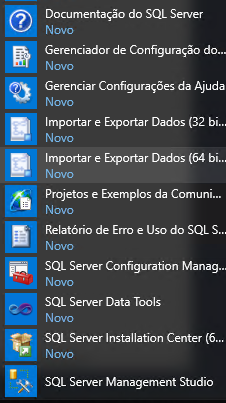 Documentação do SQL Server
Novo
Gerenciador de Configuração do...
Novo
Gerenciar Configurações da Ajuda
Novo
Importar e Exportar Dados (32 bi...
Novo
Importar e Exportar Dados (64 bi...
Novo
Projetos e Exemplos da Comuni...
Novo
Relatório de Erro e Uso do SQL S...
Novo
SQL Server Configuration Manag...
Novo
SQL Server Data Tools
Novo
SQL Server Installation Center (6...
Novo
SQL Server Management Studio